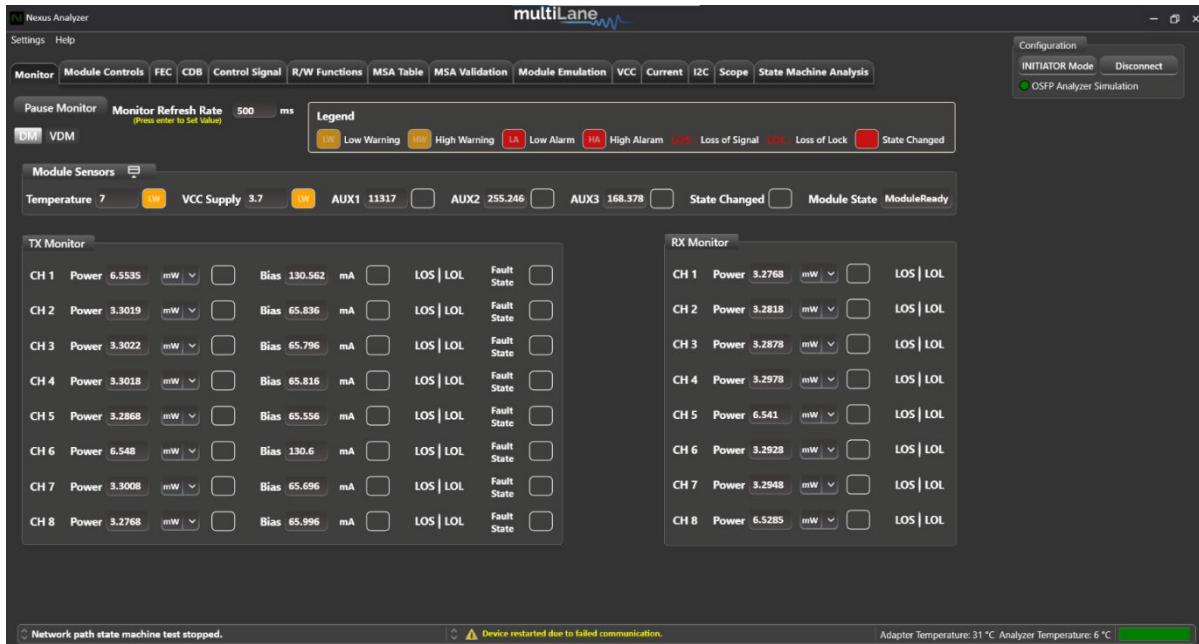 Nexus Analyzer
multiLane
Settings Help
Configuration
INITIATOR Mode Disconnect
OSFP Analyzer Simulation
Monitor Module Controls FEC CDB Control Signal R/W Functions MSA Table MSA Validation Module Emulation VCC Current I2C Scope State Machine Analysis
Pause Monitor Monitor Refresh Rate 500 ms
(Press enter to Set Value)
DM VDM
Legend
LW Low Warning HW High Warning LA Low Alarm HA High Alaram LOS Loss of Signal LOL Loss of Lock State Changed
Module Sensors
Temperature 7 LW VCC Supply 3.7 LW AUX1 11317 AUX2 255.246 AUX3 168.378 State Changed Module State ModuleReady
TX Monitor
CH 1 Power 6.5535 mW Bias 130.562 mA LOS | LOL Fault State
CH 2 Power 3.3019 mW Bias 65.836 mA LOS | LOL Fault State
CH 3 Power 3.3022 mW Bias 65.796 mA LOS | LOL Fault State
CH 4 Power 3.3018 mW Bias 65.816 mA LOS | LOL Fault State
CH 5 Power 3.2868 mW Bias 65.556 mA LOS | LOL Fault State
CH 6 Power 6.548 mW Bias 130.6 mA LOS | LOL Fault State
CH 7 Power 3.3008 mW Bias 65.696 mA LOS | LOL Fault State
CH 8 Power 3.2768 mW Bias 65.996 mA LOS | LOL Fault State
RX Monitor
CH 1 Power 3.2768 mW LOS | LOL
CH 2 Power 3.2818 mW LOS | LOL
CH 3 Power 3.2878 mW LOS | LOL
CH 4 Power 3.2978 mW LOS | LOL
CH 5 Power 6.541 mW LOS | LOL
CH 6 Power 3.2928 mW LOS | LOL
CH 7 Power 3.2948 mW LOS | LOL
CH 8 Power 6.5285 mW LOS | LOL
Network path state machine test stopped.
Device restarted due to failed communication.
Adapter Temperature: 31 °C Analyzer Temperature: 6 °C